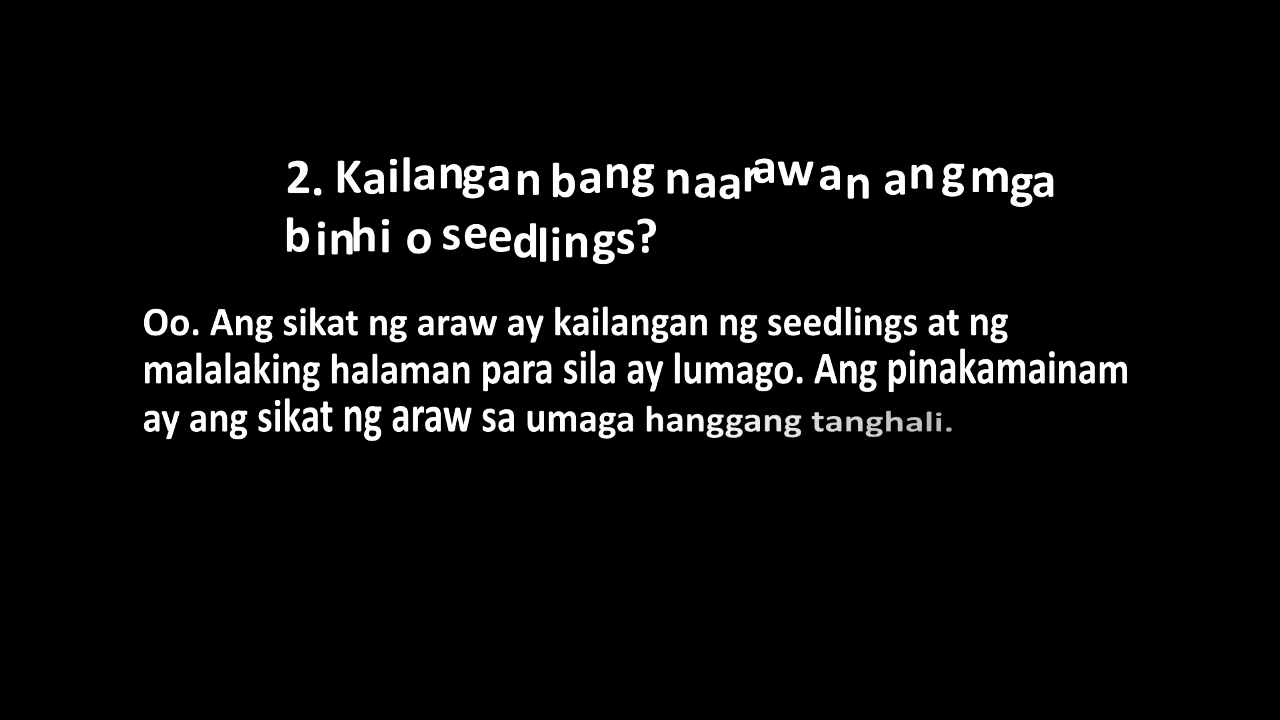 2. Kailangan bang naarawan ang mga
binhi o seedlings?
Oo. Ang sikat ng araw ay kailangan ng seedlings at ng
malalaking halaman para sila ay lumago. Ang pinakamainam
ay ang sikat ng araw sa umaga hanggang tanghali.